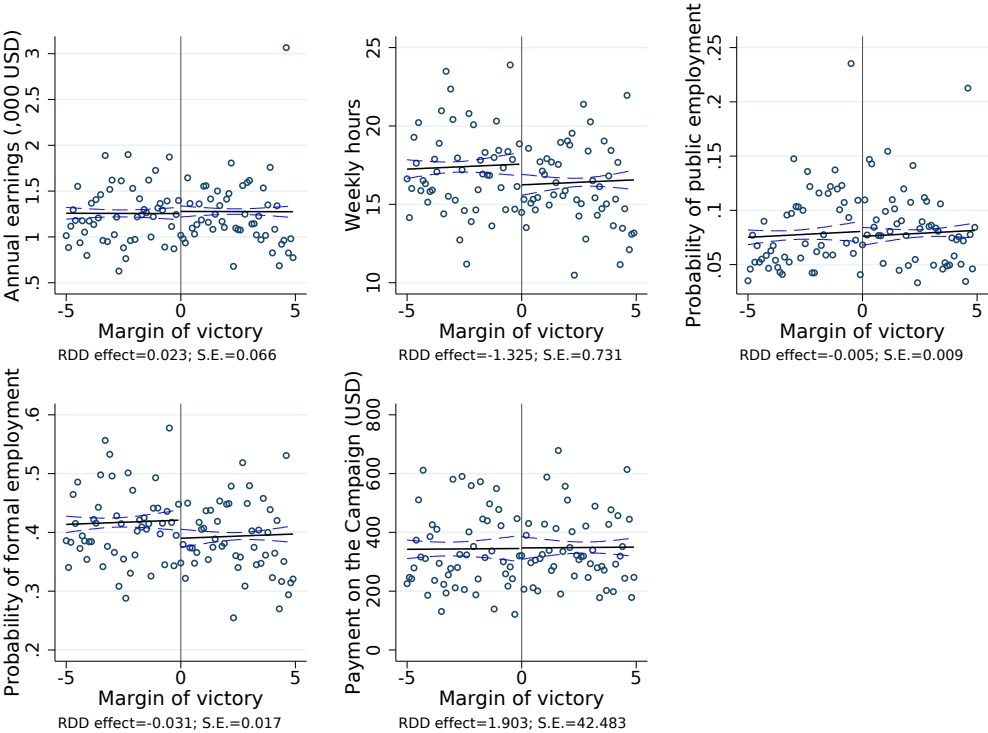 Annual earnings (,000 USD)
.5 1 1.5 2 2.5 3
-5 0 5
Margin of victory
RDD effect=0.023; S.E.=0.066
Weekly hours
10 15 20 25
-5 0 5
Margin of victory
RDD effect=-1.325; S.E.=0.731
Probability of public employment
.05 .1 .15 .2 .25
-5 0 5
Margin of victory
RDD effect=-0.005; S.E.=0.009
Probability of formal employment
.2 .3 .4 .5 .6
-5 0 5
Margin of victory
RDD effect=-0.031; S.E.=0.017
Payment on the Campaign (USD)
0 200 400 600 800
-5 0 5
Margin of victory
RDD effect=1.903; S.E.=42.483